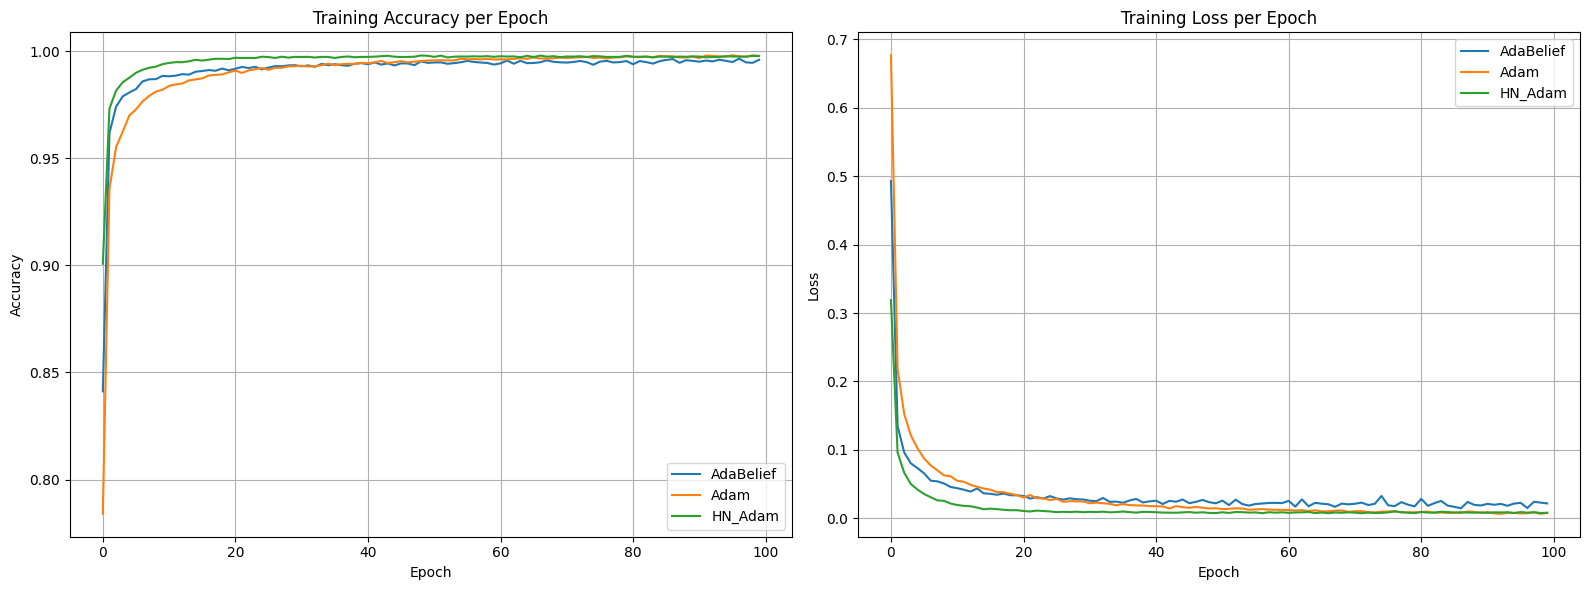 Training Accuracy per Epoch
1.00
0.95
0.90
0.85
0.80
Accuracy
0
20
40
60
80
100
Epoch
AdaBelief
Adam
HN_Adam
Training Loss per Epoch
0.7
0.6
0.5
0.4
0.3
0.2
0.1
0.0
Loss
0
20
40
60
80
100
Epoch
AdaBelief
Adam
HN_Adam